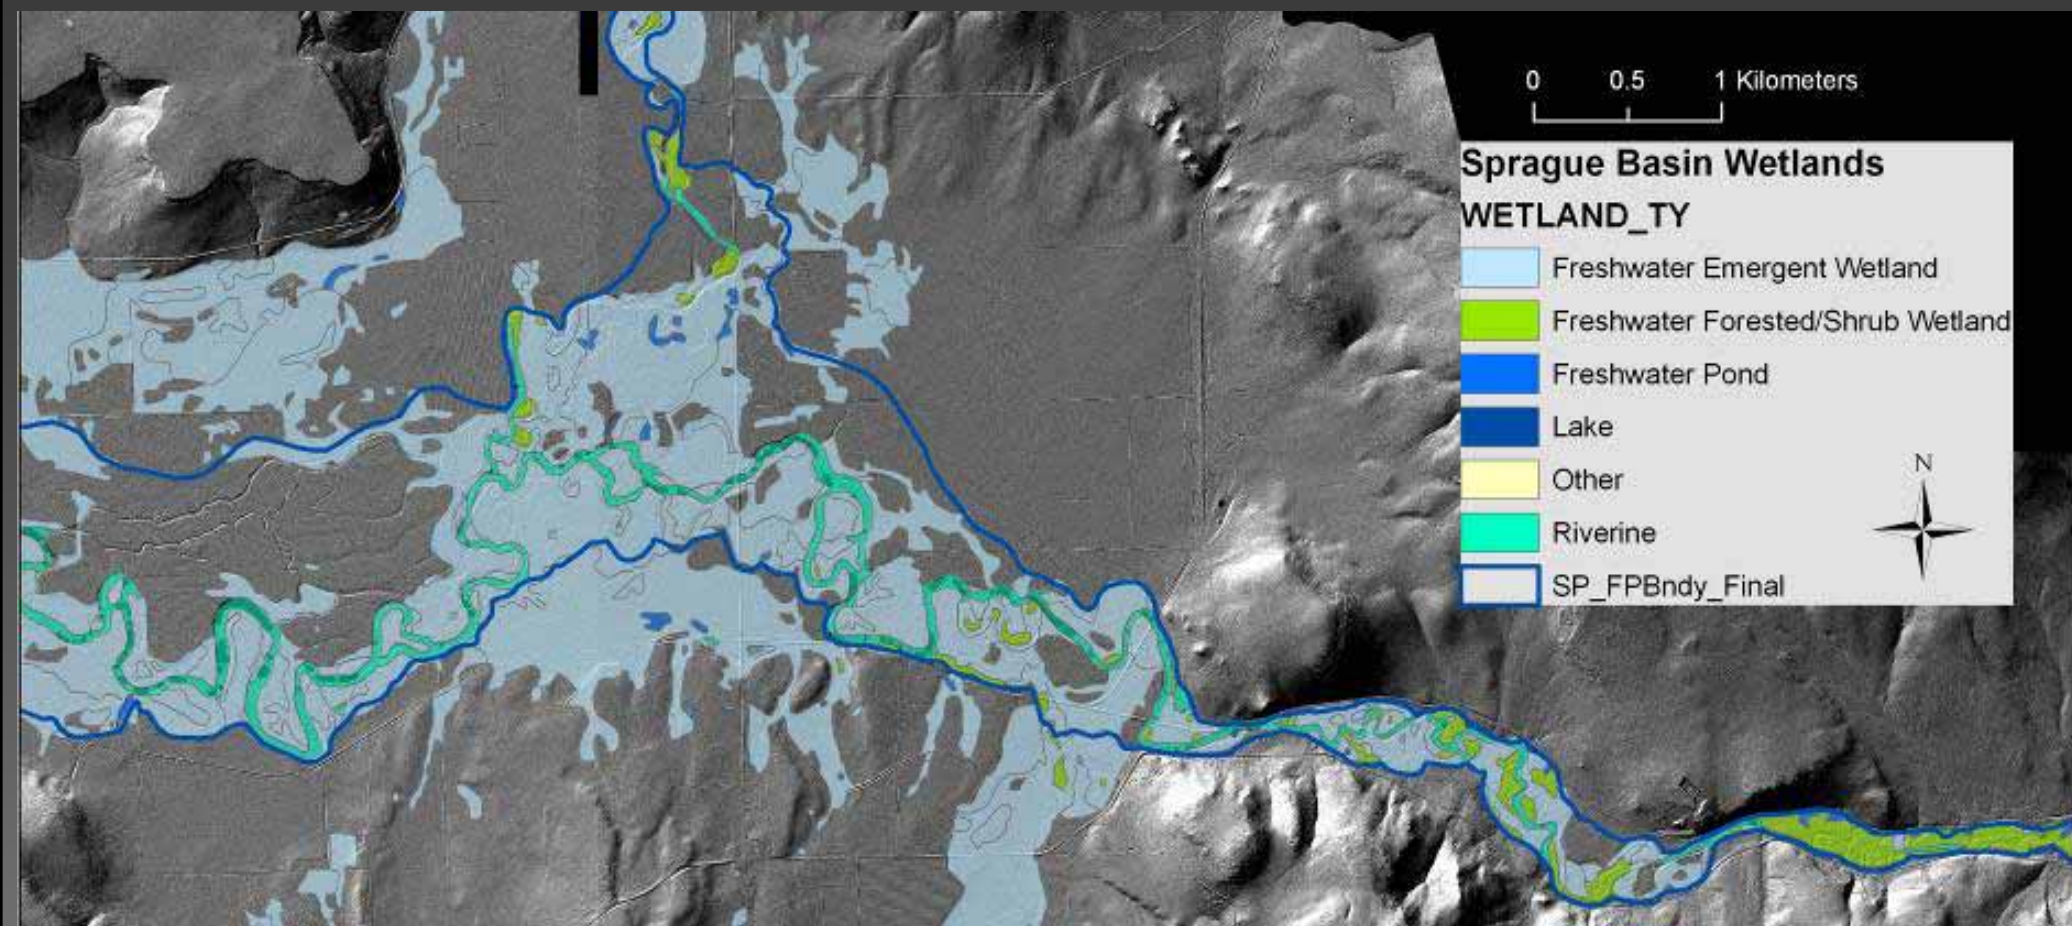 0 0.5 1 Kilometers
Sprague Basin Wetlands
WETLAND_TY
Freshwater Emergent Wetland
Freshwater Forested/Shrub Wetland
Freshwater Pond
Lake
N
Other
Riverine
SP_FPBndy_Final